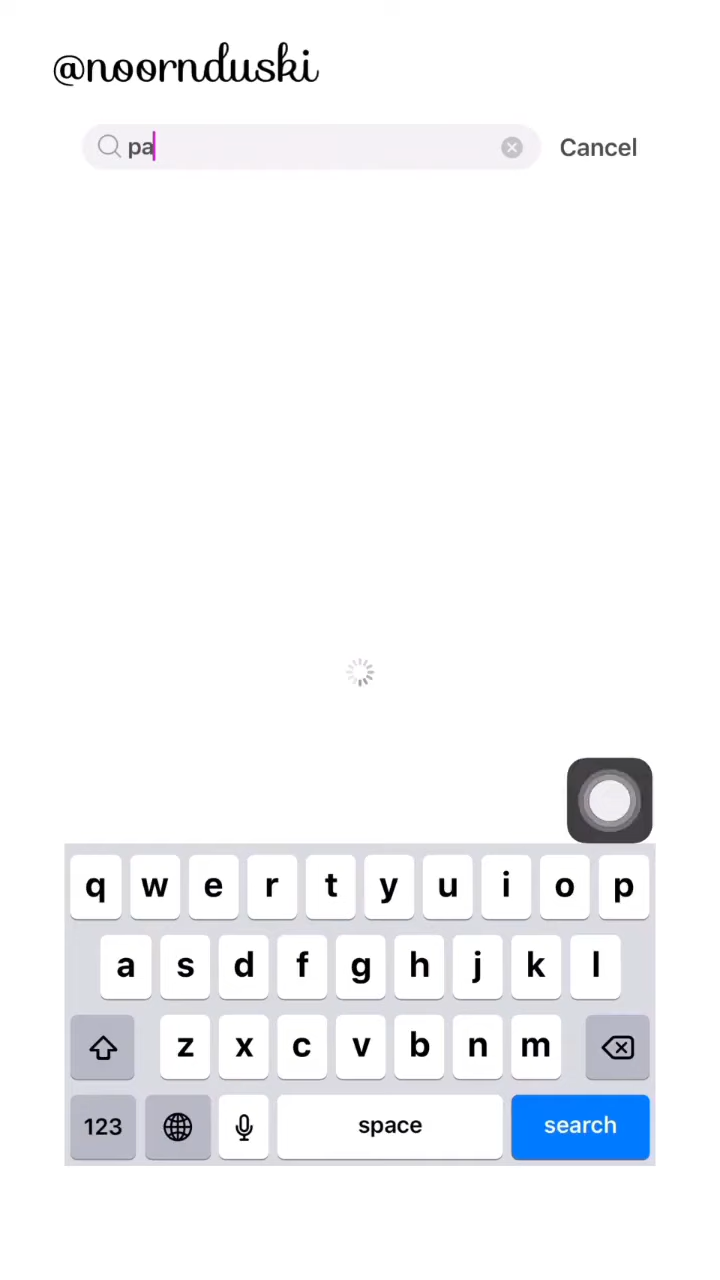 @noornduski
pa
Cancel
q w e r t y u i o p
a s d f g h j k l
z x c v b n m
123 space search